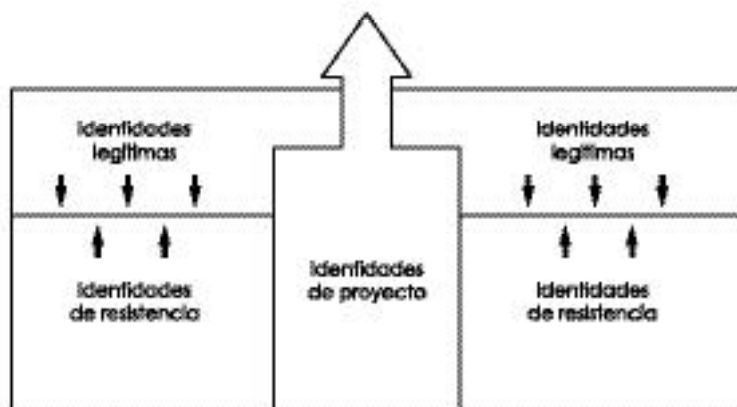 Identidades
legítimas
Identidades
legítimas
Identidades
de proyecto
Identidades
de resistencia
Identidades
de resistencia